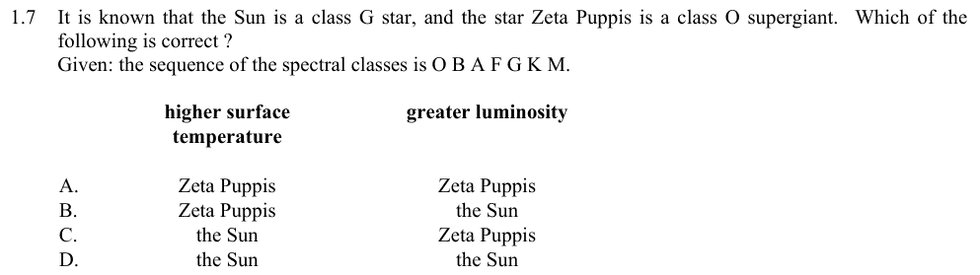 1.7 It is known that the Sun is a class G star, and the star Zeta Puppis is a class O supergiant. Which of the
following is correct ?
Given: the sequence of the spectral classes is O B A F G K M.
higher surface greater luminosity
temperature
A. Zeta Puppis Zeta Puppis
B. Zeta Puppis the Sun
C. the Sun Zeta Puppis
D. the Sun the Sun